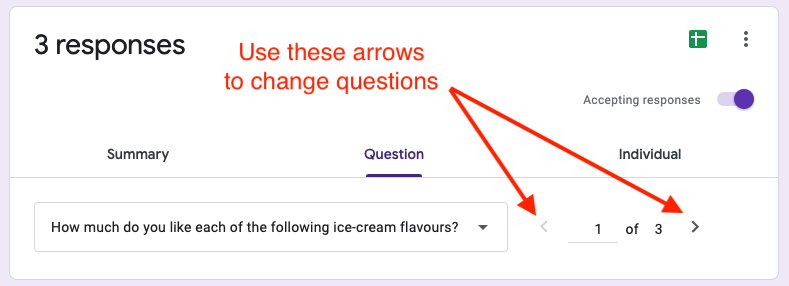 3 responses
Use these arrows
to change questions
Accepting responses
Summary
Question
Individual
How much do you like each of the following ice-cream flavours?
1 of 3